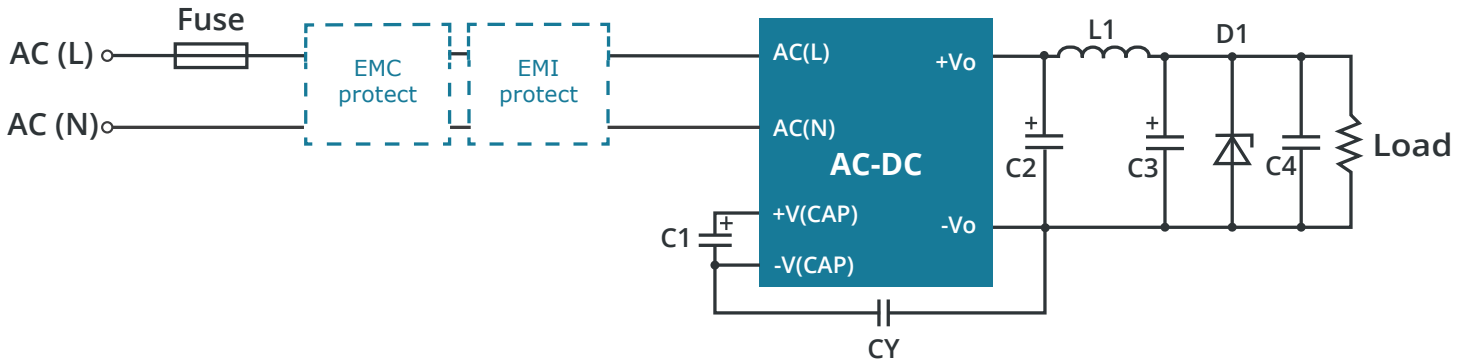 Fuse
AC (L)
AC (N)
EMC
protect
EMI
protect
AC(L)
AC(N)
AC-DC
+V(CAP)
-V(CAP)
+Vo
-Vo
C1
+
CY
L1
D1
+
C2
+
C3
C4
Load